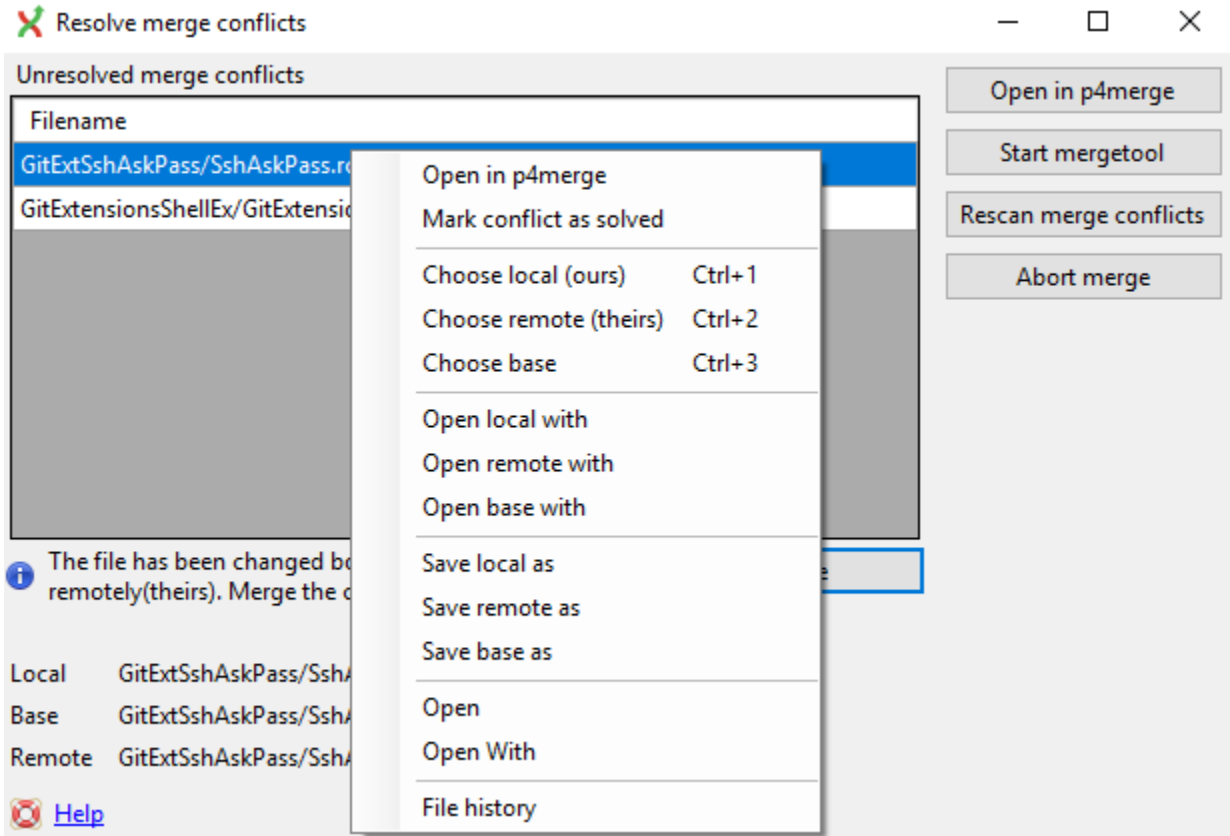 Resolve merge conflicts
Unresolved merge conflicts
Filename
GitExtSshAskPass/SshAskPass.rc
GitExtensionsShellEx/GitExtensio
Open in p4merge
Start mergetool
Rescan merge conflicts
Abort merge
Open in p4merge
Mark conflict as solved
Choose local (ours) Ctrl+1
Choose remote (theirs) Ctrl+2
Choose base Ctrl+3
Open local with
Open remote with
Open base with
Save local as
Save remote as
Save base as
Open
Open With
File history
The file has been changed bo
remotely(theirs). Merge the
Local GitExtSshAskPass/Ssh
Base GitExtSshAskPass/Ssh
Remote GitExtSshAskPass/Ssh
Help